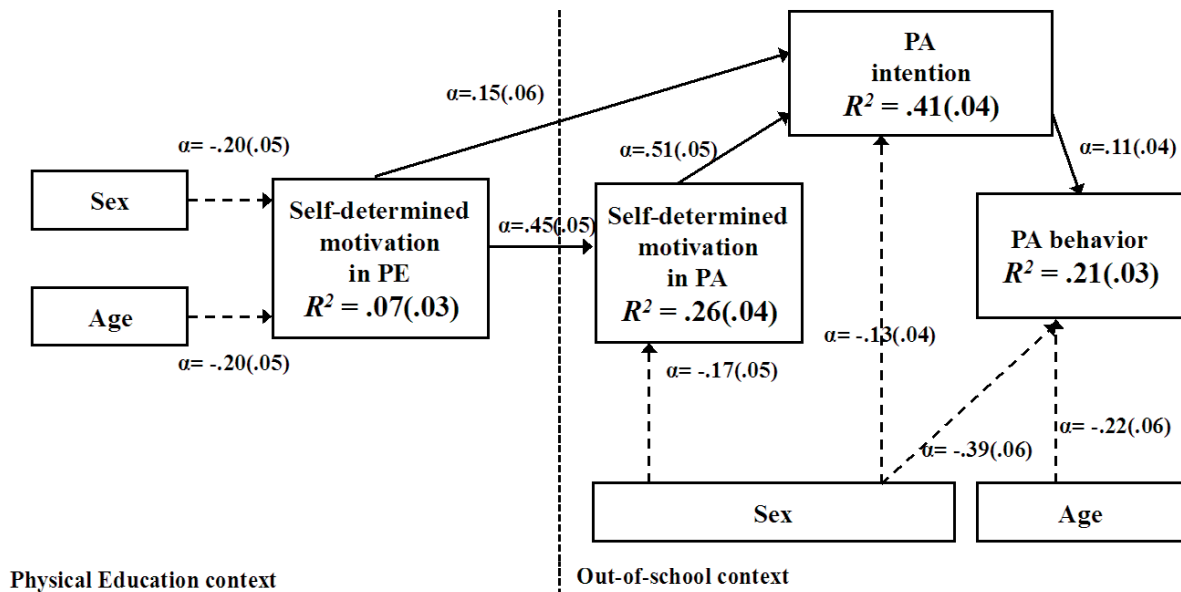 PA
intention
R² = .41(.04)
α=.15(.06)
α= -.20(.05)
α=.51(.05)
α=.11(.04)
Sex
Self-determined
motivation
in PE
R² = .07(.03)
α=.45(.05)
Self-determined
motivation
in PA
R² = .26(.04)
PA behavior
R² = .21(.03)
Age
α= -.20(.05)
α= -.17(.05)
α= -.13(.04)
α= -.39(.06)
α= -.22(.06)
Sex
Age
Physical Education context
Out-of-school context